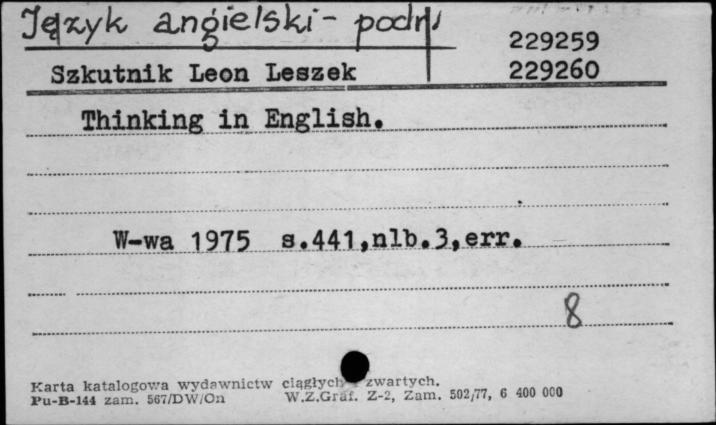 Język angielski - podr.
229259
Szkutnik Leon Leszek
229260
Thinking in English.
W-wa 1975 s.441,nlb.3,err.
8
Karta katalogowa wydawnictw ciągłych i zwartych.
Pu-B-144 zam. 567/DW/On W.Z.Graf. Z-2, Zam. 502/77, 6 400 000